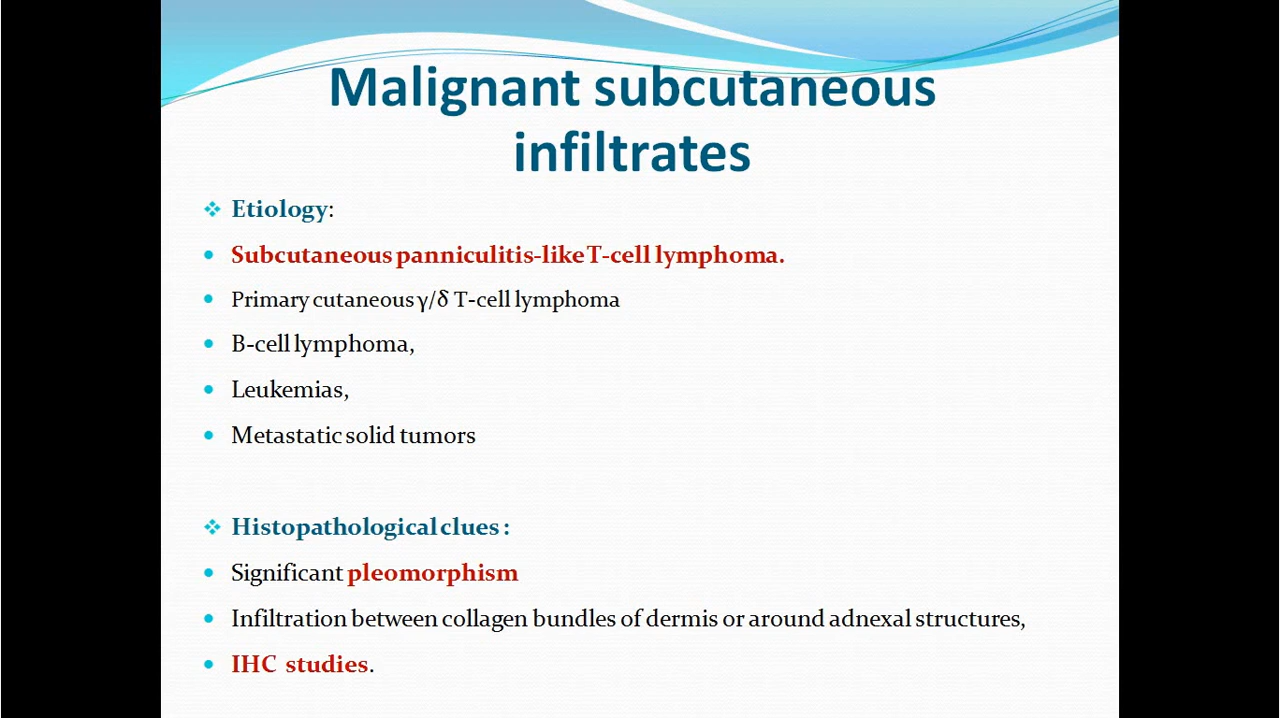 Malignant subcutaneous
infiltrates
Etiology:
Subcutaneous panniculitis-like T-cell lymphoma.
Primary cutaneous γ/δ T-cell lymphoma
B-cell lymphoma,
Leukemias,
Metastatic solid tumors
Histopathological clues :
Significant pleomorphism
Infiltration between collagen bundles of dermis or around adnexal structures,
IHC studies.